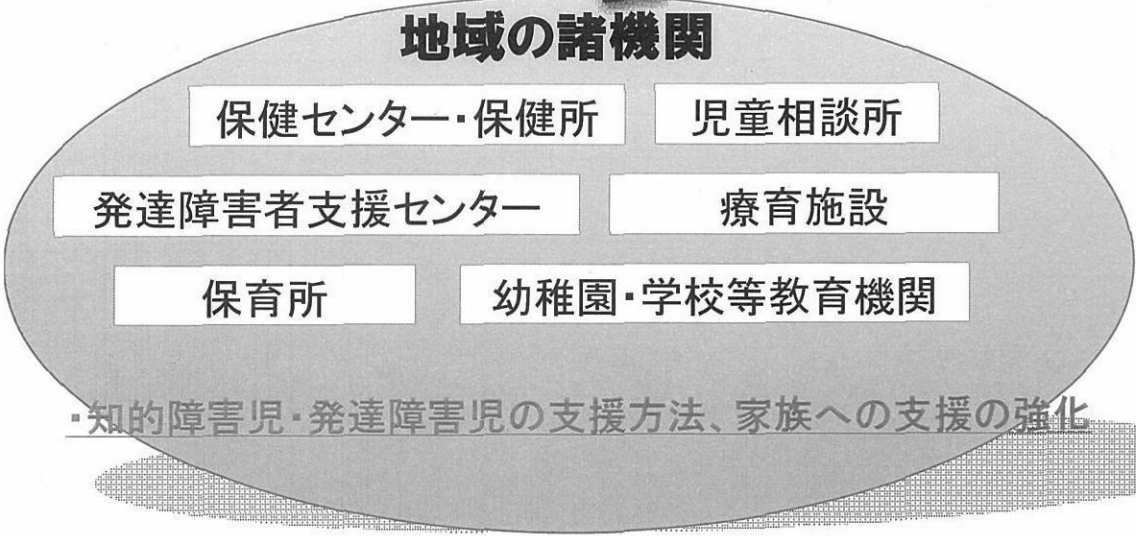 地域の諸機関
保健センター・保健所 児童相談所
発達障害者支援センター 療育施設
保育所 幼稚園・学校等教育機関
・知的障害児・発達障害児の支援方法、家族への支援の強化